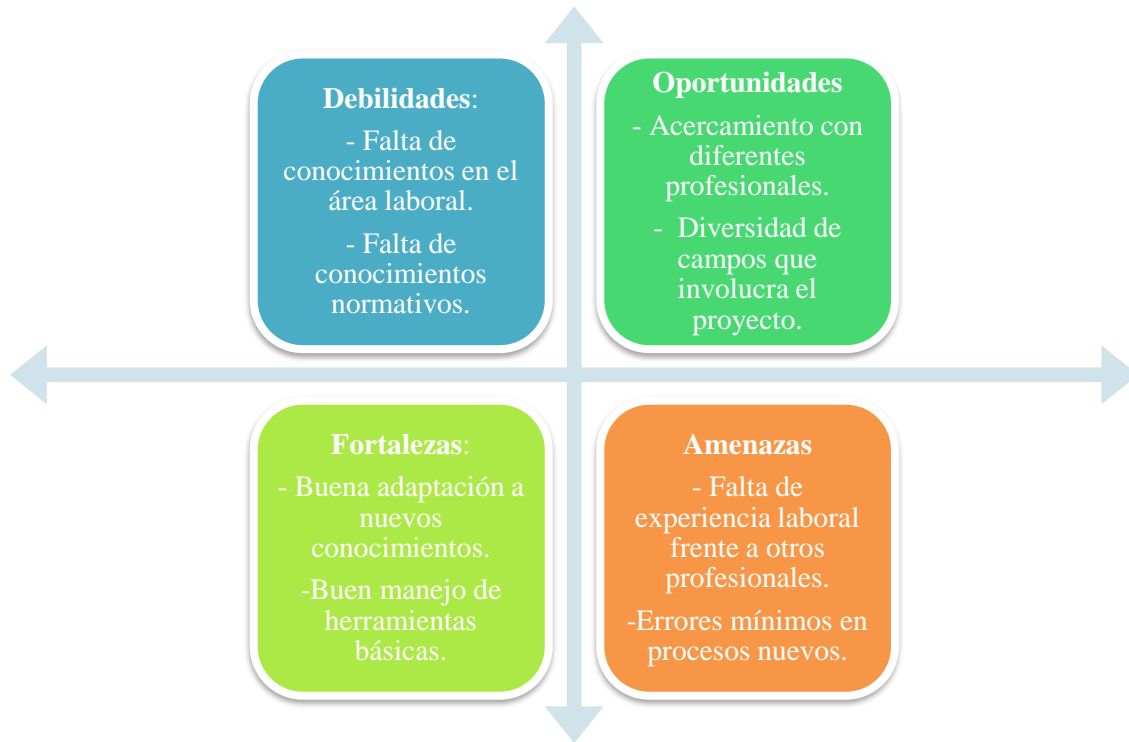 Debilidades:
- Falta de
conocimientos en el
área laboral.
- Falta de
conocimientos
normativos.
Oportunidades
- Acercamiento con
diferentes
profesionales.
- Diversidad de
campos que
involucra el
proyecto.
Fortalezas:
- Buena adaptación a
nuevos
conocimientos.
-Buen manejo de
herramientas
básicas.
Amenazas
- Falta de
experiencia laboral
frente a otros
profesionales.
-Errores mínimos en
procesos nuevos.